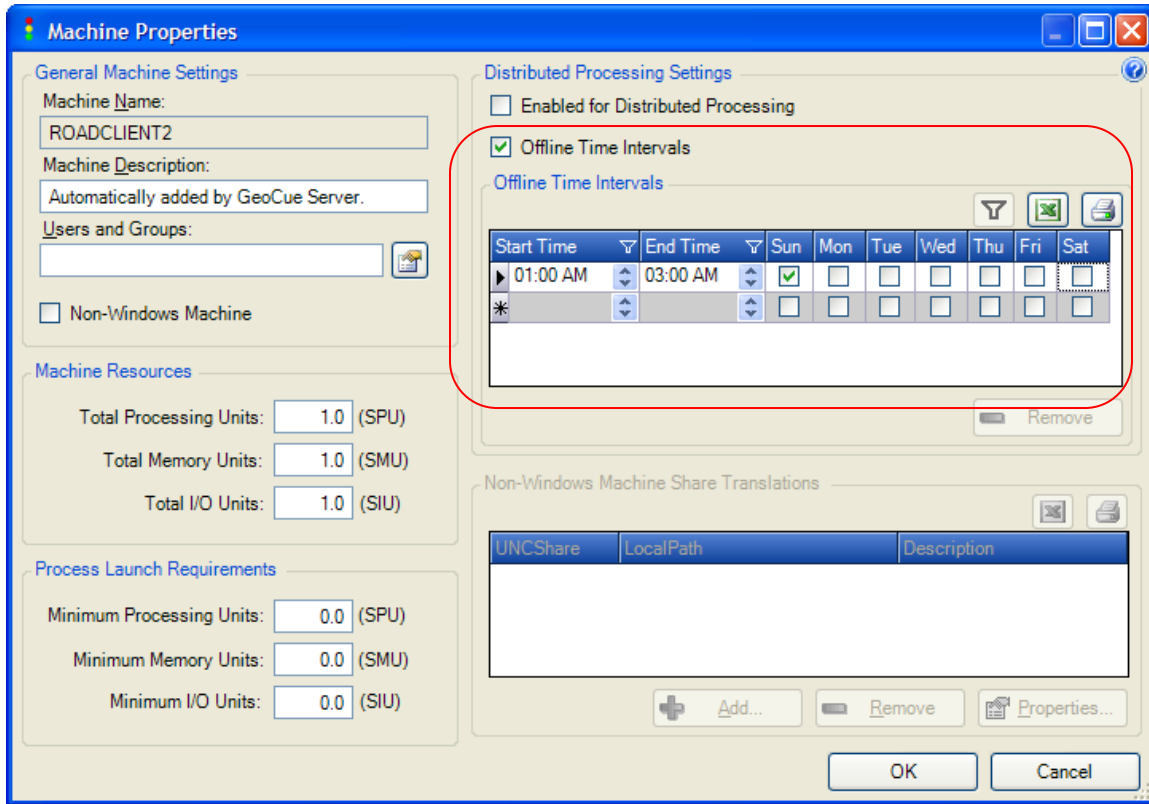 Machine Properties
General Machine Settings
Machine Name:
ROADCLIENT2
Machine Description:
Automatically added by GeoCue Server.
Users and Groups:
Non-Windows Machine
Machine Resources
Total Processing Units: 1.0 (SPU)
Total Memory Units: 1.0 (SMU)
Total I/O Units: 1.0 (SIU)
Process Launch Requirements
Minimum Processing Units: 0.0 (SPU)
Minimum Memory Units: 0.0 (SMU)
Minimum I/O Units: 0.0 (SIU)
Distributed Processing Settings
Enabled for Distributed Processing
Offline Time Intervals
Offline Time Intervals
Start Time End Time Sun Mon Tue Wed Thu Fri Sat
01:00 AM 03:00 AM
Remove
Non-Windows Machine Share Translations
UNCShare LocalPath Description
Add... Remove Properties...
OK Cancel